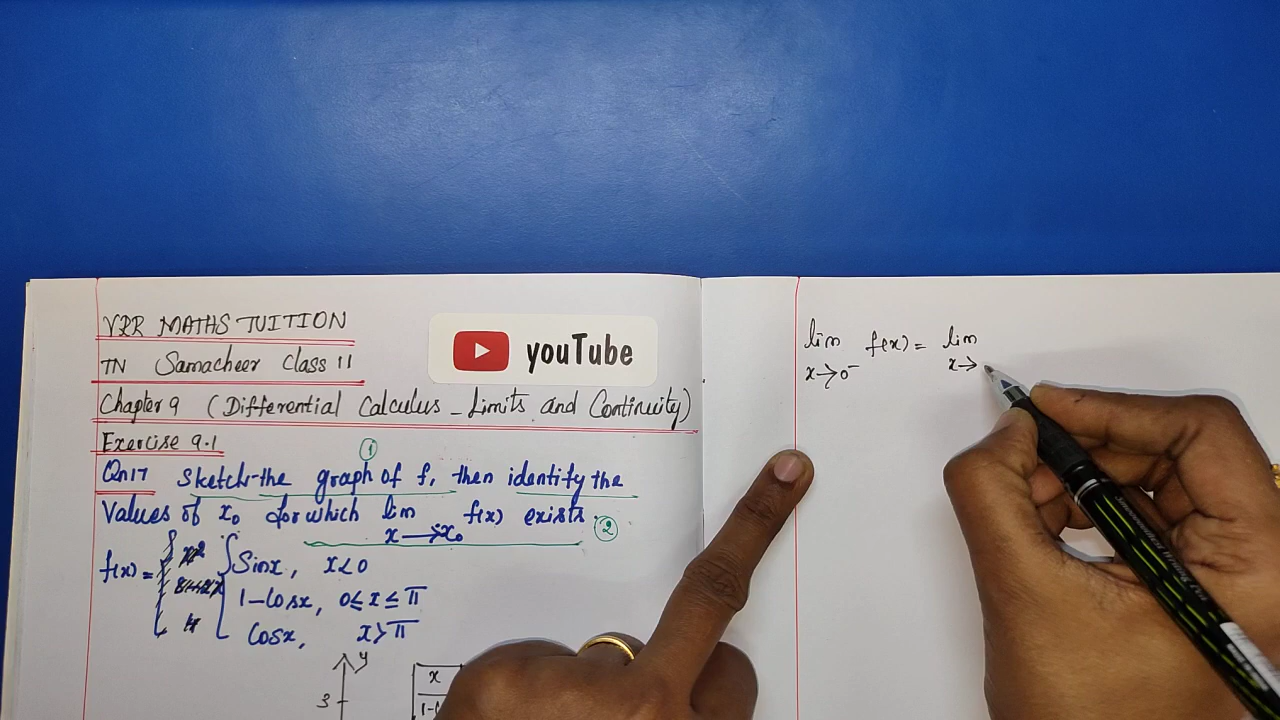 VRR MATHS TUITION
TN Samacheer Class 11
Chapter 9 (Differential Calculus - Limits and Continuity)
Exercise 9.1
①
Qn17 Sketch the graph of f, then identify the
Values of x₀ for which lim f(x) exists. ②
x→x₀
f(x) = { Sinx, x<0
1-Cosx, 0≤x≤π
Cosx, x>π
y
3
x
youTube
lim f(x) = lim
x→0⁻ x→